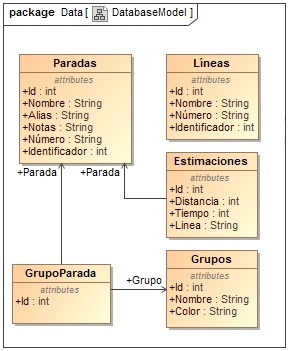 package Data [ DatabaseModel ]
Paradas
attributes
+Id : int
+Nombre : String
+Alias : String
+Notas : String
+Número : String
+Identificador : int
Líneas
attributes
+Id : int
+Nombre : String
+Número : String
+Identificador : int
Estimaciones
attributes
+Id : int
+Distancia : int
+Tiempo : int
+Linea : String
+Parada
+Parada
GrupoParada
attributes
+Id : int
+Grupo
Grupos
attributes
+Id : int
+Nombre : String
+Color : String